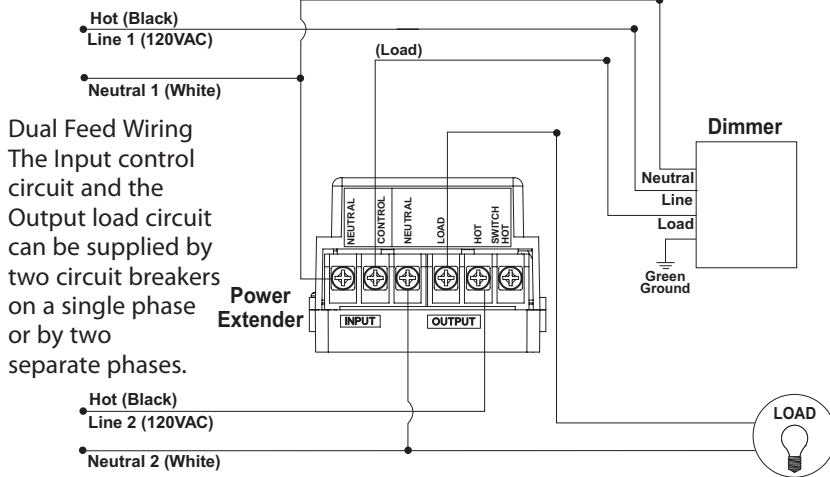 Hot (Black)
Line 1 (120VAC)
(Load)
Neutral 1 (White)
Dual Feed Wiring
The Input control
circuit and the
Output load circuit
can be supplied by
two circuit breakers
on a single phase
or by two
separate phases.
Dimmer
Neutral
Line
Load
Green
Ground
NEUTRAL
CONTROL
NEUTRAL
LOAD
HOT
SWITCH
HOT
Power
Extender
INPUT
OUTPUT
Hot (Black)
Line 2 (120VAC)
Neutral 2 (White)
LOAD